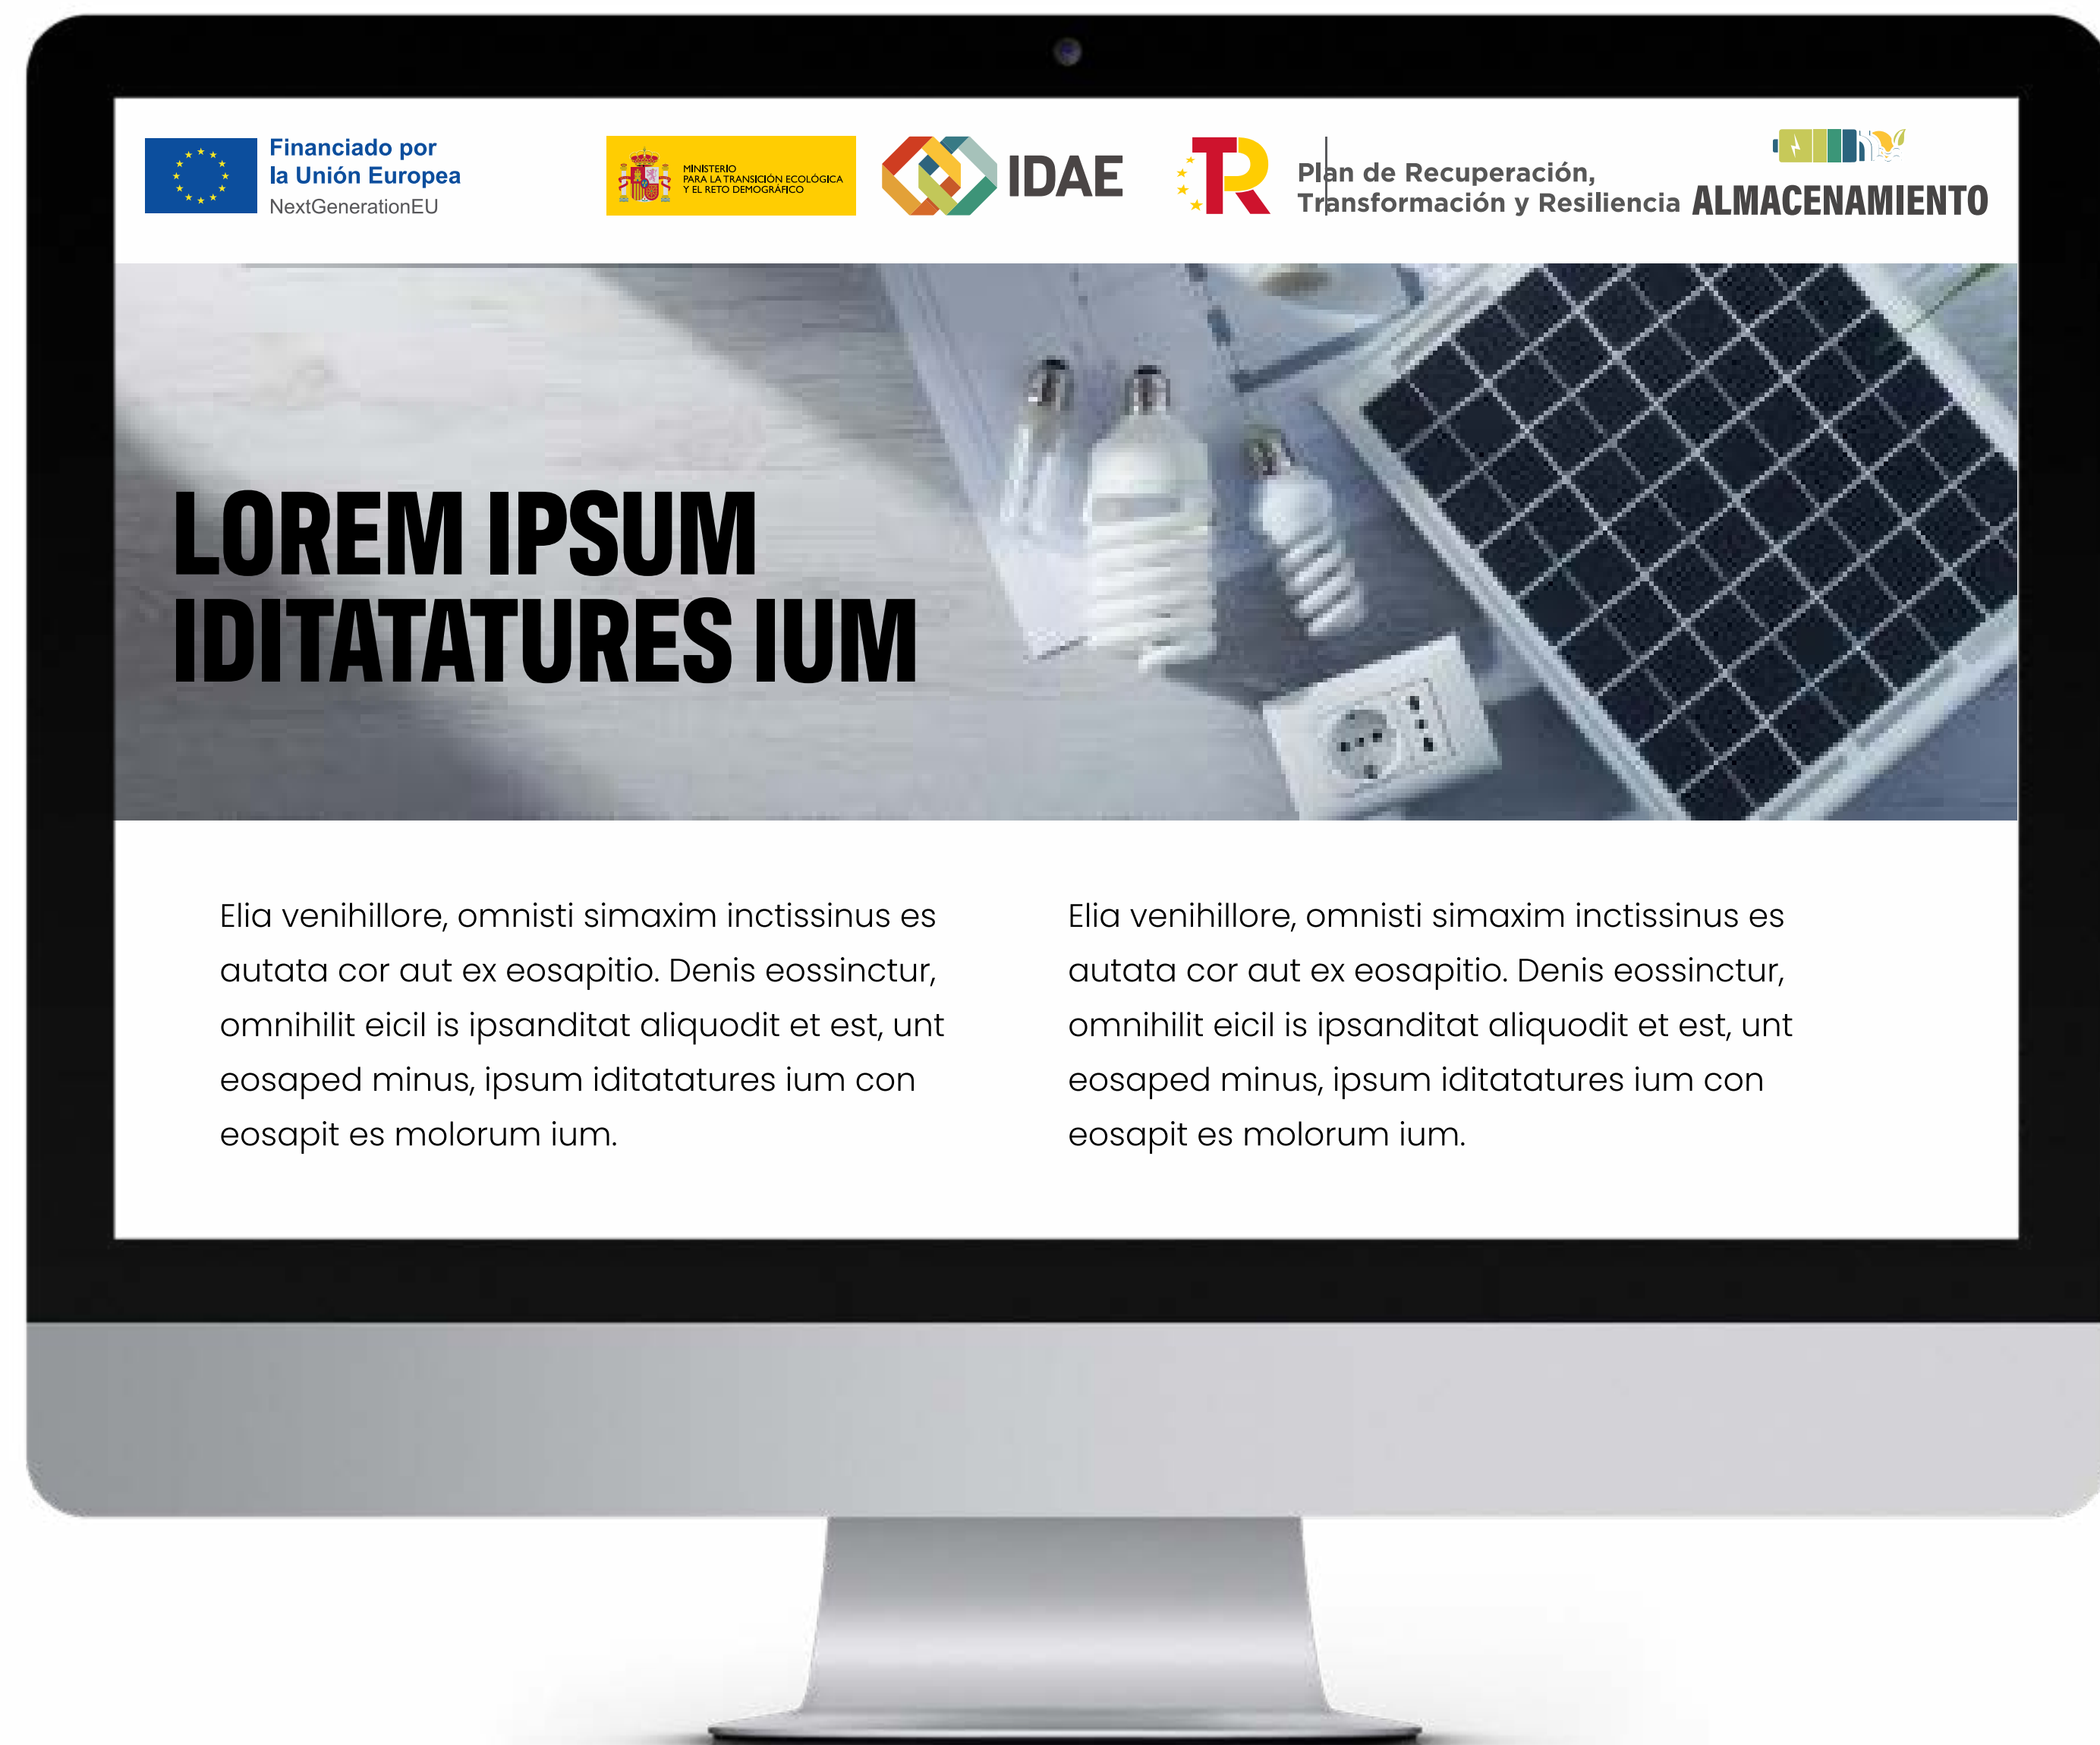 Financiado por
la Unión Europea
NextGenerationEU
MINISTERIO
PARA LA TRANSICIÓN ECOLÓGICA
Y EL RETO DEMOGRÁFICO
IDAE
Plan de Recuperación,
Transformación y Resiliencia
ALMACENAMIENTO
LOREM IPSUM
IDITATATURES IUM
Elia venihillore, omnisti simaxim inctissinus es
autata cor aut ex eosapitio. Denis eossinctur,
omnihilit eicil is ipsanditat aliquodit et est, unt
eosaped minus, ipsum iditatatures ium con
eosapit es molorum ium.
Elia venihillore, omnisti simaxim inctissinus es
autata cor aut ex eosapitio. Denis eossinctur,
omnihilit eicil is ipsanditat aliquodit et est, unt
eosaped minus, ipsum iditatatures ium con
eosapit es molorum ium.